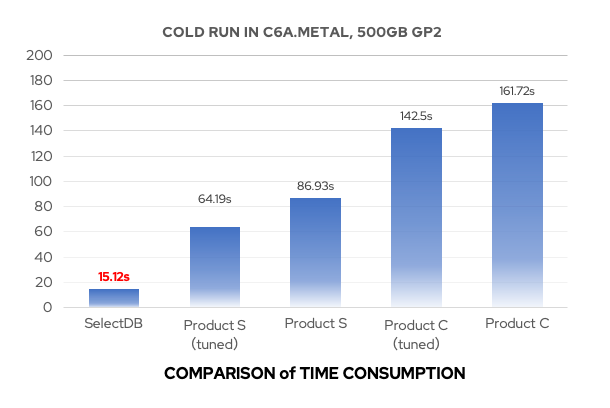 COLD RUN IN C6A.METAL, 500GB GP2
200
180
160
140
120
100
80
60
40
20
0
15.12s
64.19s
86.93s
142.5s
161.72s
SelectDB
Product S
(tuned)
Product S
Product C
(tuned)
Product C
COMPARISON of TIME CONSUMPTION